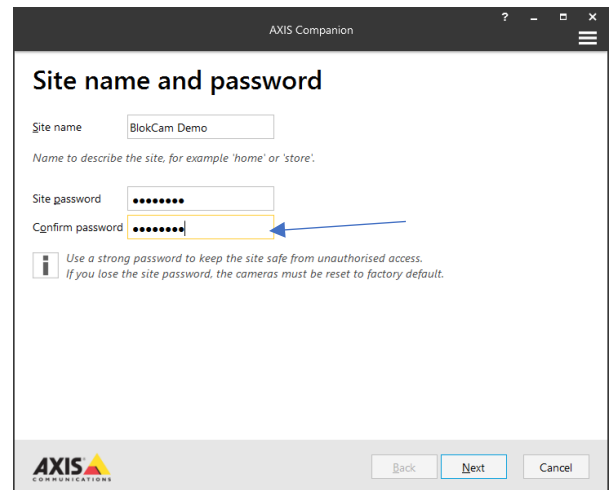 AXIS Companion
?
Site name and password
Site name
BlokCam Demo
Name to describe the site, for example 'home' or 'store'.
Site password ●●●●●●●●
Confirm password ●●●●●●●●
i
Use a strong password to keep the site safe from unauthorised access.
If you lose the site password, the cameras must be reset to factory default.
AXIS
COMMUNICATIONS
Back Next Cancel